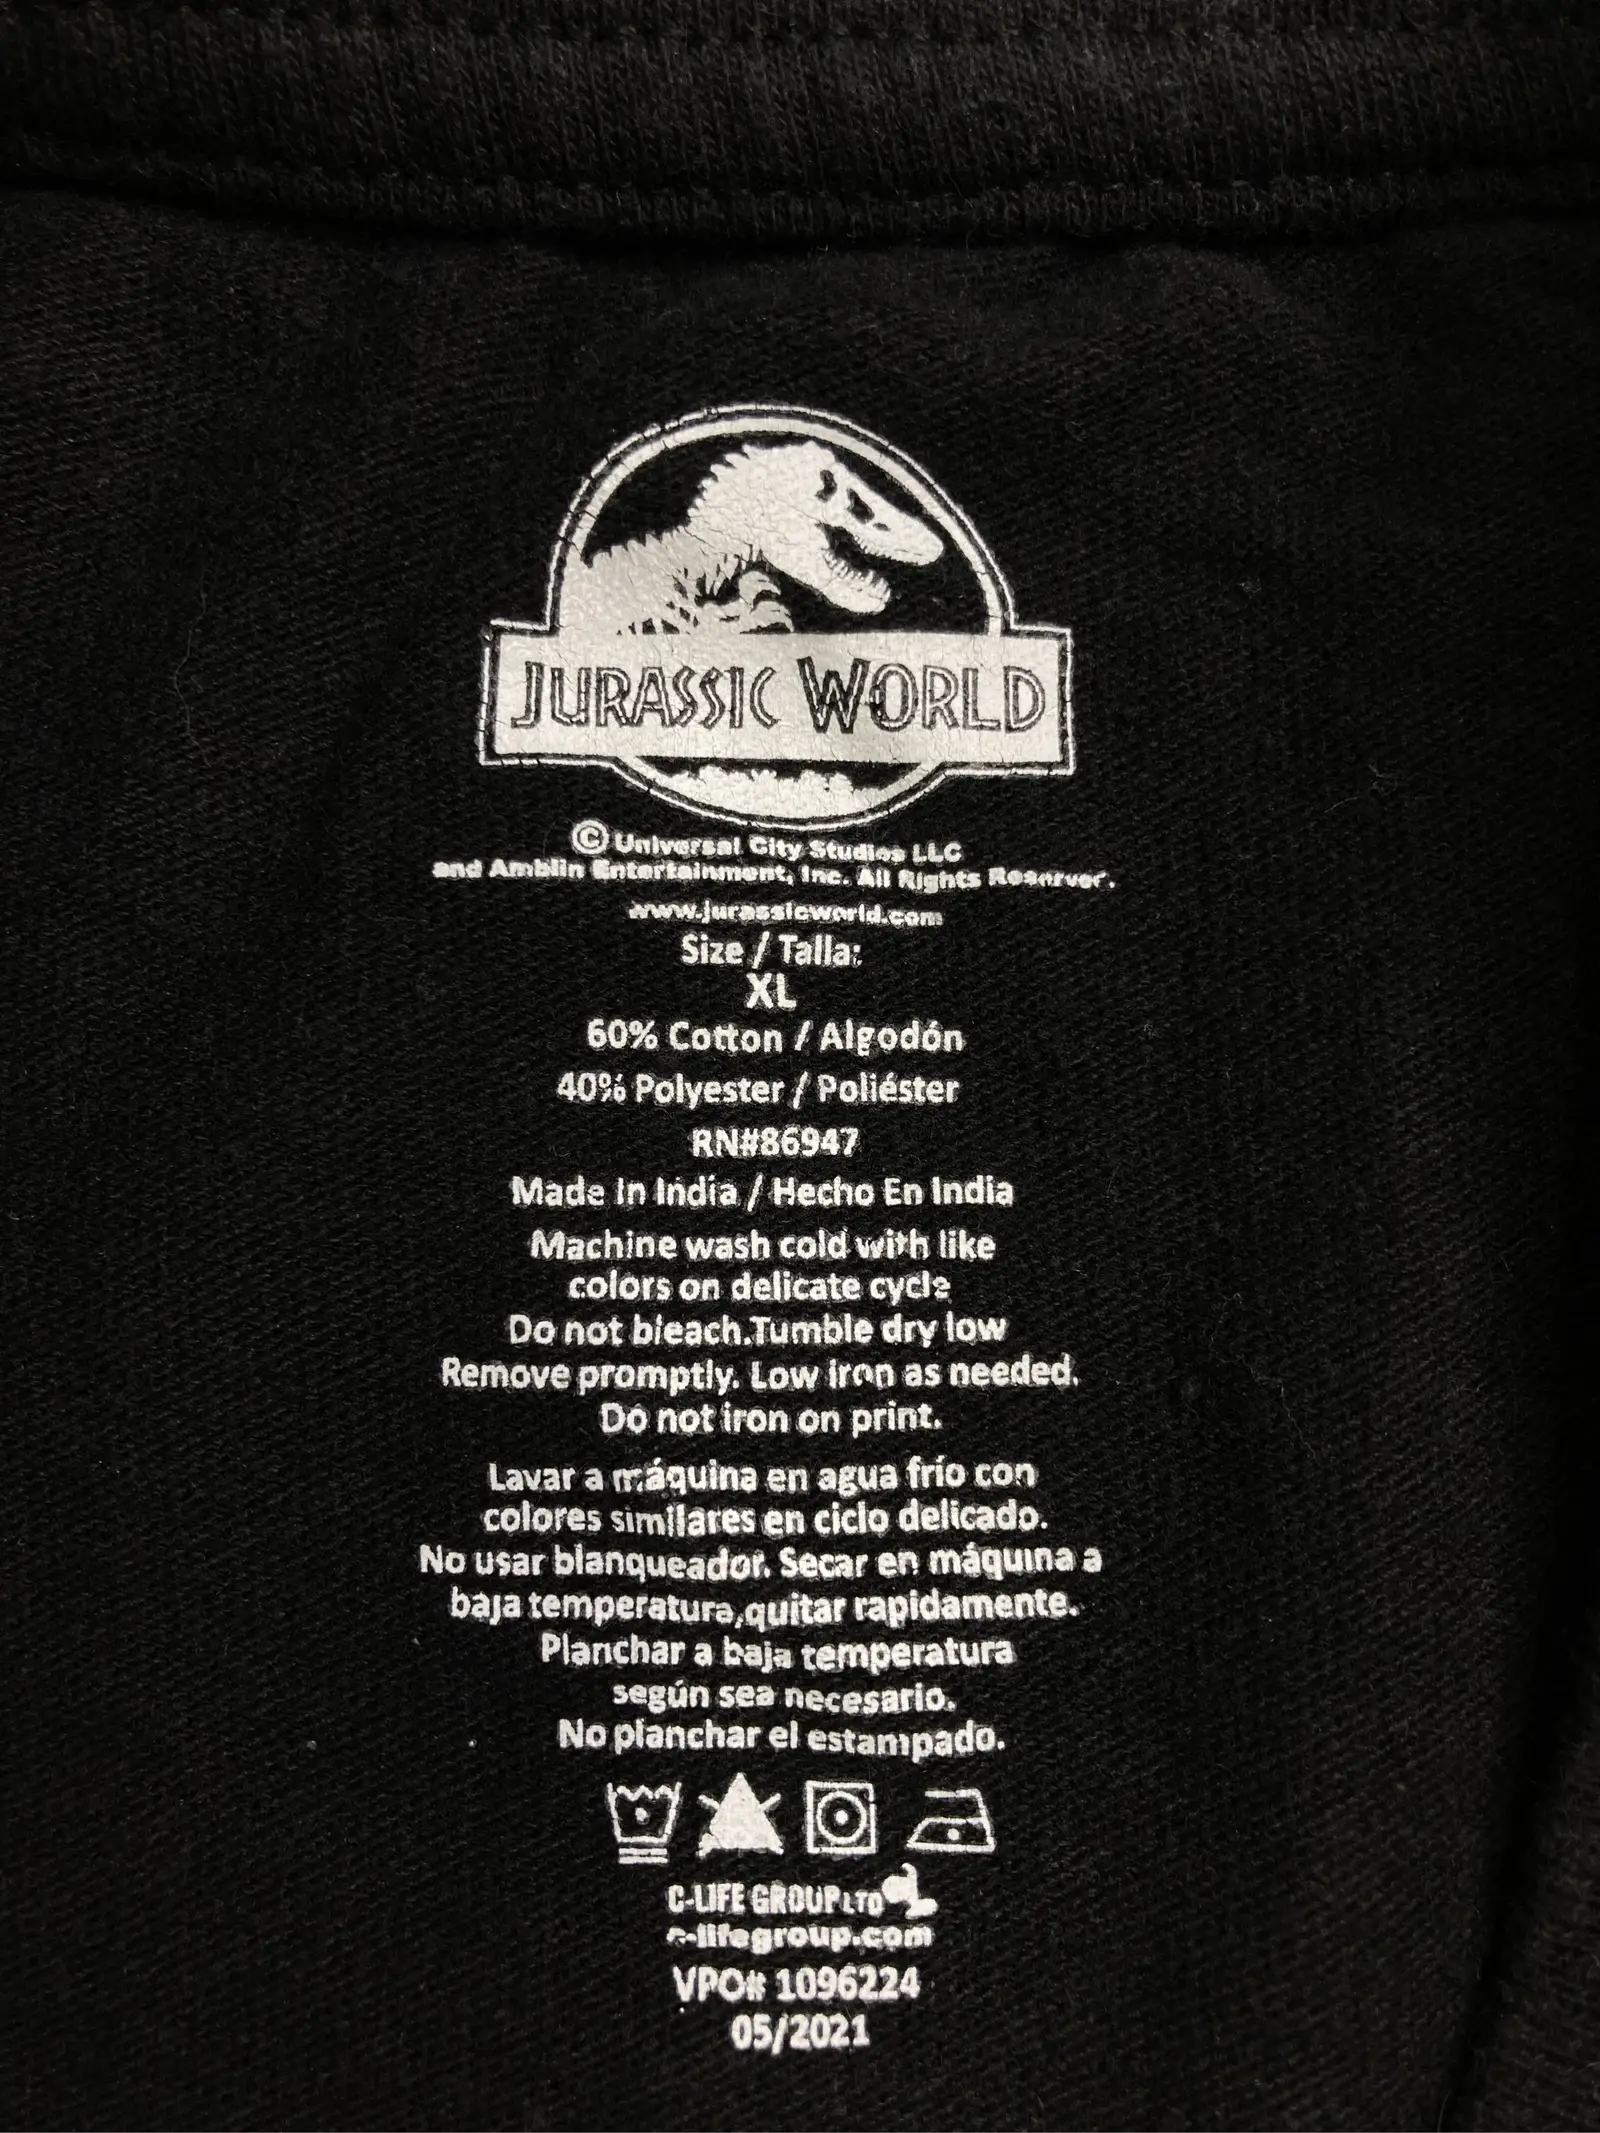 JURASSIC WORLD
© Universal City Studios LLC
and Amblin Entertainment, Inc. All Rights Reserver.
www.jurassicworld.com
Size / Talla:
XL
60% Cotton / Algodón
40% Polyester / Poliéster
RN#86947
Made In India / Hecho En India
Machine wash cold with like
colors on delicate cycle
Do not bleach.Tumble dry low
Remove promptly. Low iron as needed.
Do not iron on print.
Lavar a máquina en agua frío con
colores similares en ciclo delicado.
No usar blanqueador. Secar en máquina a
baja temperatura,quitar rapidamente.
Planchar a baja temperatura
según sea necesario.
No planchar el estampado.
C-LIFE GROUP LTD
c-lifegroup.com
VPO# 1096224
05/2021